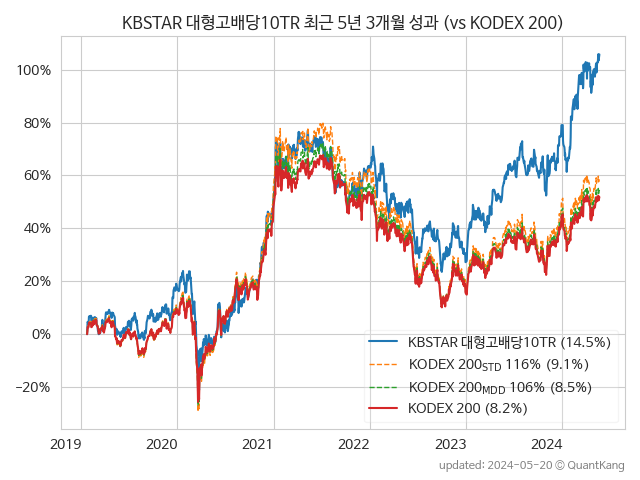 KBSTAR 대형고배당10TR 최근 5년 3개월 성과 (vs KODEX 200)
100%
80%
60%
40%
20%
0%
−20%
KBSTAR 대형고배당10TR (14.5%)
KODEX 200STD 116% (9.1%)
KODEX 200MDD 106% (8.5%)
KODEX 200 (8.2%)
2019 2020 2021 2022 2023 2024
updated: 2024-05-20 © QuantKang